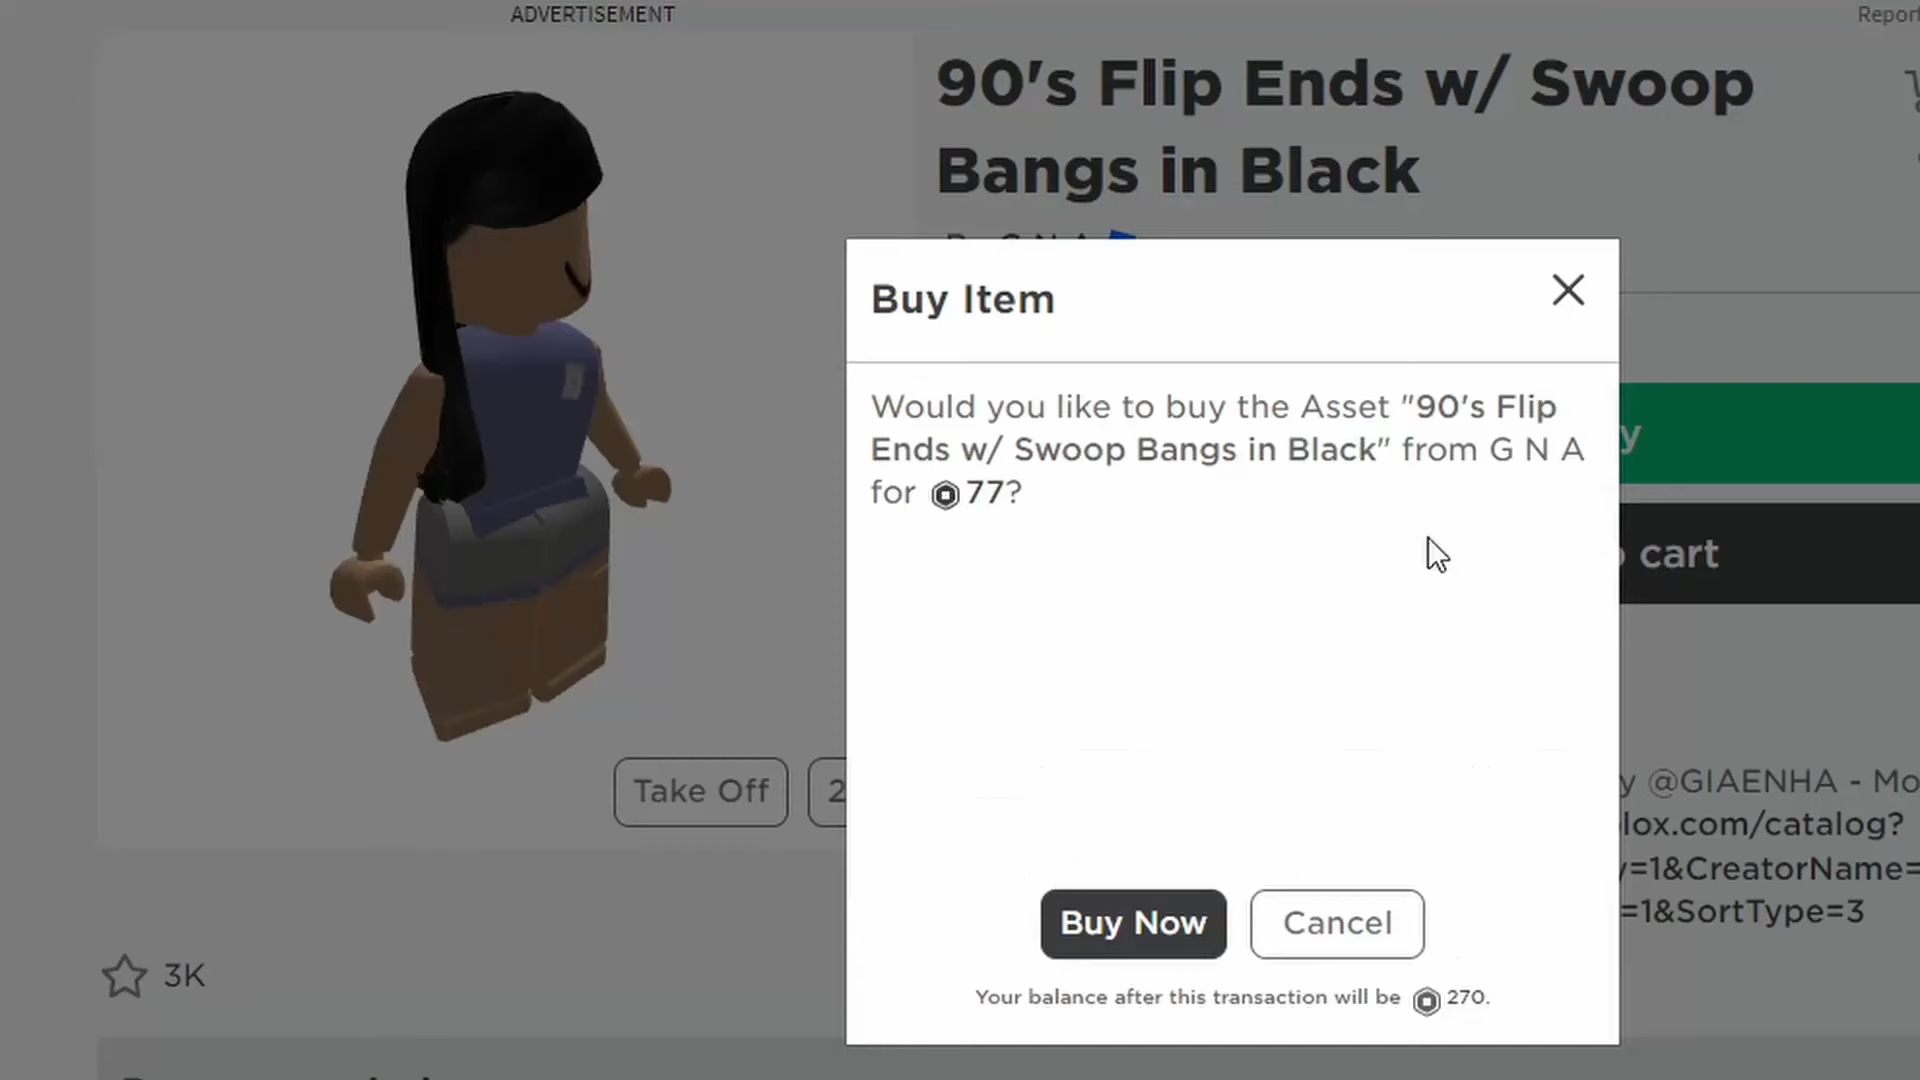 ADVERTISEMENT
Report
90's Flip Ends w/ Swoop
Bangs in Black
Buy Item
Would you like to buy the Asset "90's Flip
Ends w/ Swoop Bangs in Black" from G N A
for 77?
y
cart
Take Off
2
y @GIAENHA - Mo
lox.com/catalog?
y=1&CreatorName=
=1&SortType=3
Buy Now
Cancel
3K
Your balance after this transaction will be 270.